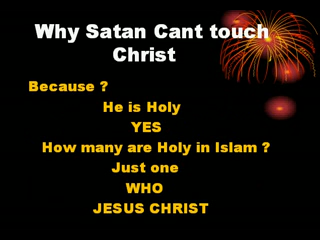 Why Satan Cant touch
Christ
Because ?
He is Holy
YES
How many are Holy in Islam ?
Just one
WHO
JESUS CHRIST